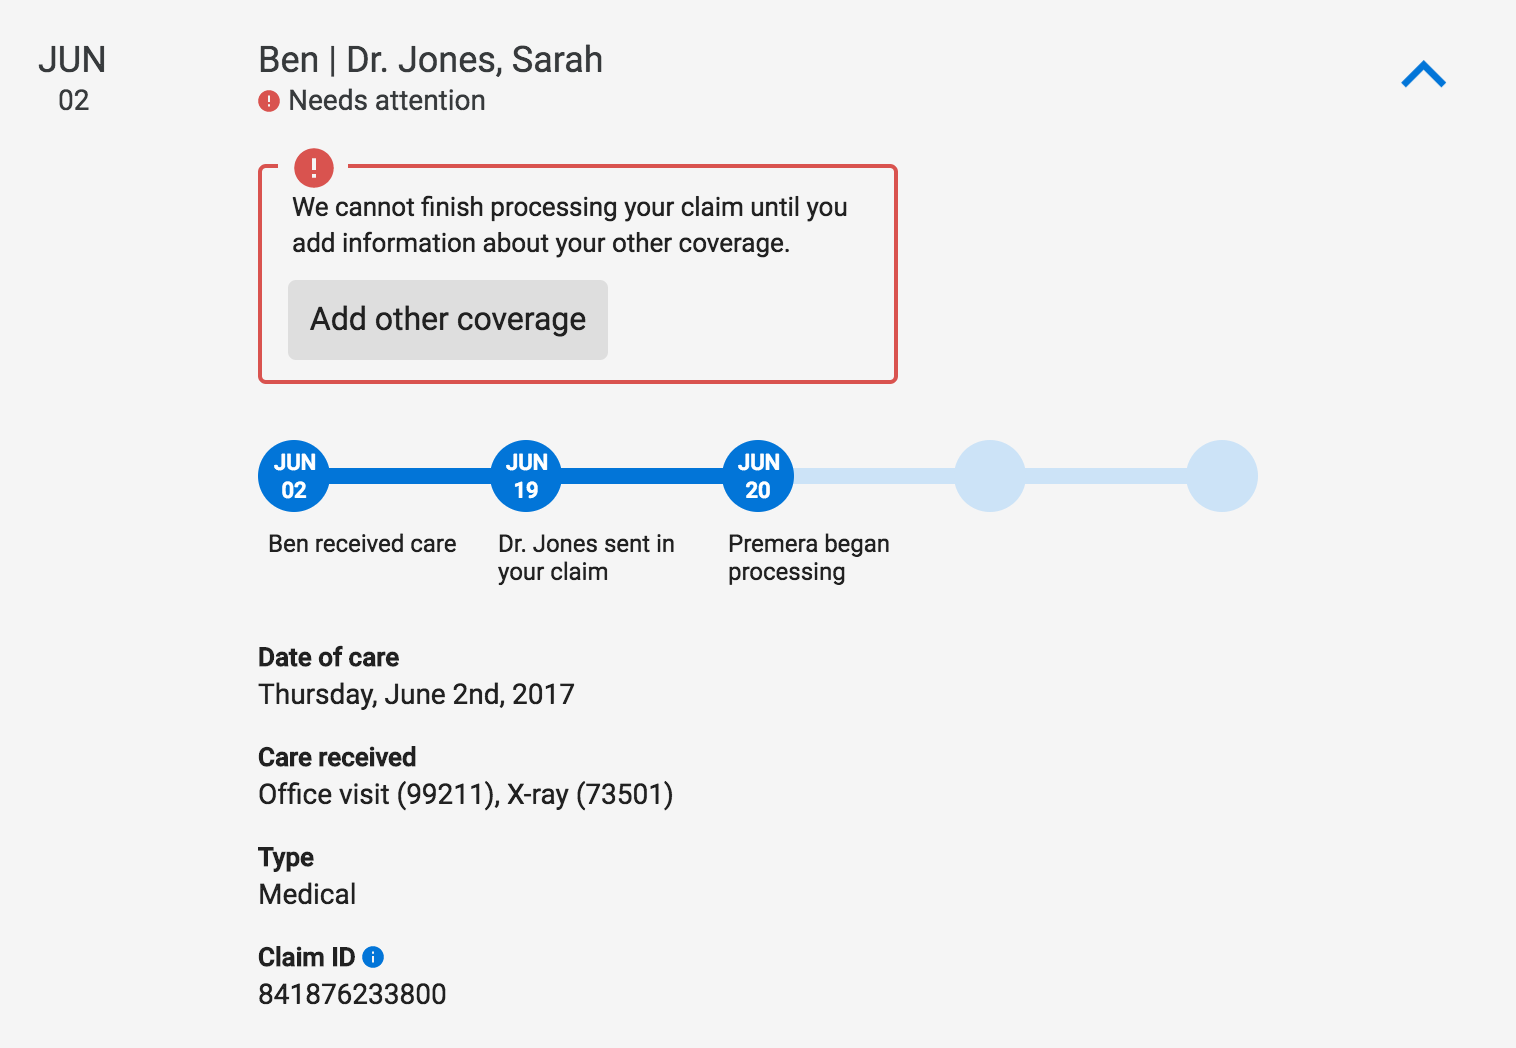 JUN
02
Ben | Dr. Jones, Sarah
Needs attention
We cannot finish processing your claim until you
add information about your other coverage.
Add other coverage
JUN
02
JUN
19
JUN
20
Ben received care
Dr. Jones sent in
your claim
Premera began
processing
Date of care
Thursday, June 2nd, 2017
Care received
Office visit (99211), X-ray (73501)
Type
Medical
Claim ID
841876233800